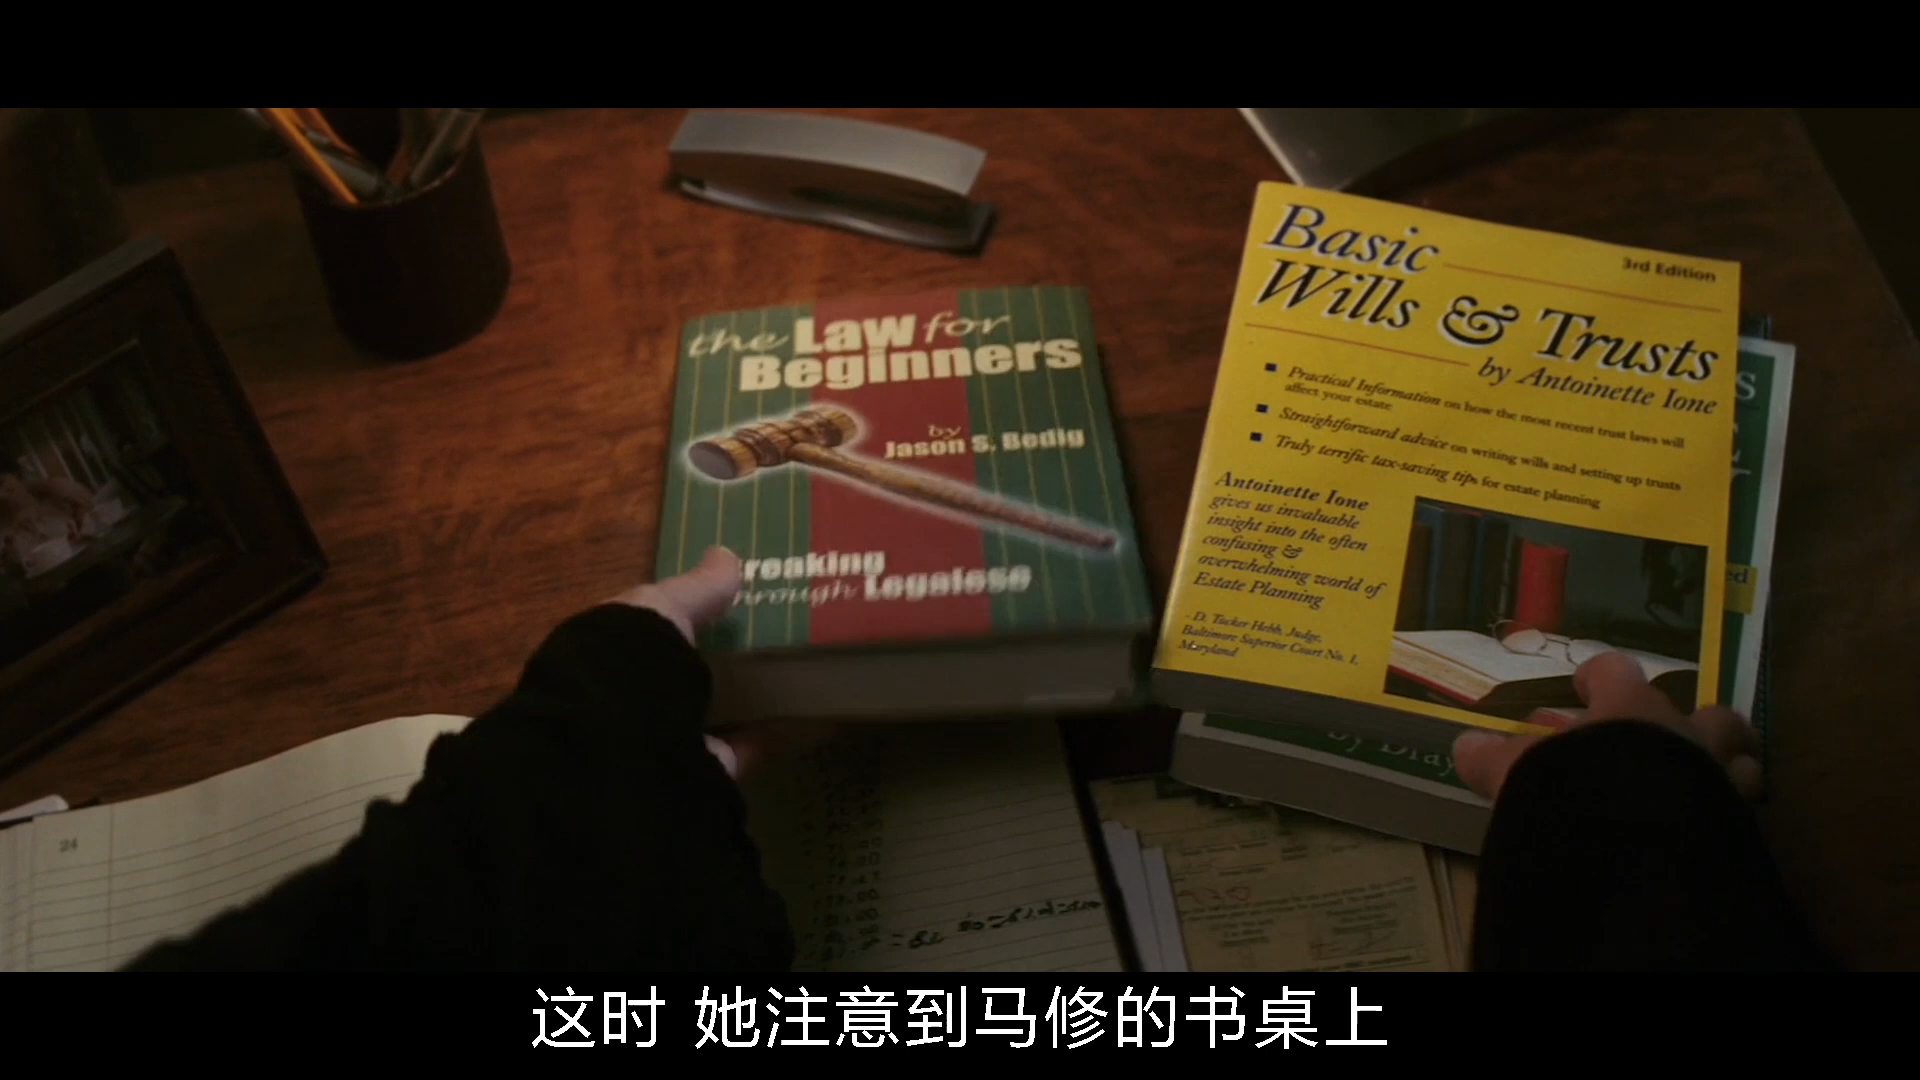 the Law for
Beginners
by
Jason S. Bedig
through Legalese
Basic
3rd Edition
Wills & Trusts
by Antoinette Ione
Practical Information on how the most recent trust laws will
affect your estate
Straightforward advice on writing wills and setting up trusts
Truly terrific tax-saving tips for estate planning
Antoinette Ione
gives us invaluable
insight into the often
confusing &
overwhelming world of
Estate Planning
- D. Tucker Hebb, Judge,
Baltimore Superior Court No. 1,
Maryland
24
这时 她注意到马修的书桌上